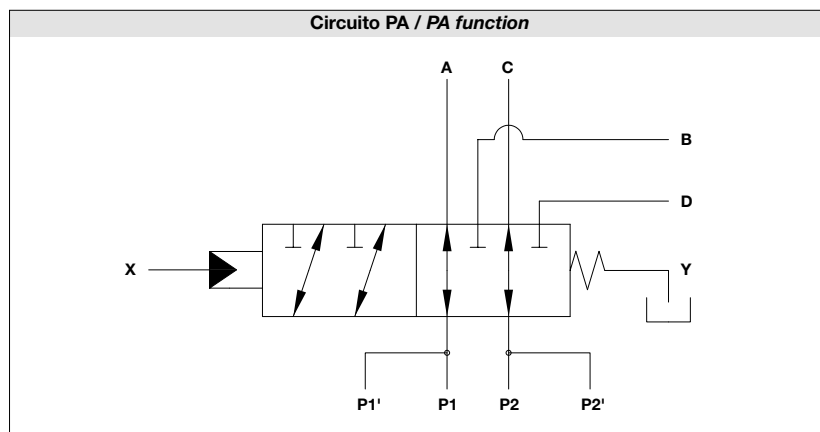 Circuito PA / PA function
A C
B
D
X Y
P1' P1 P2 P2'